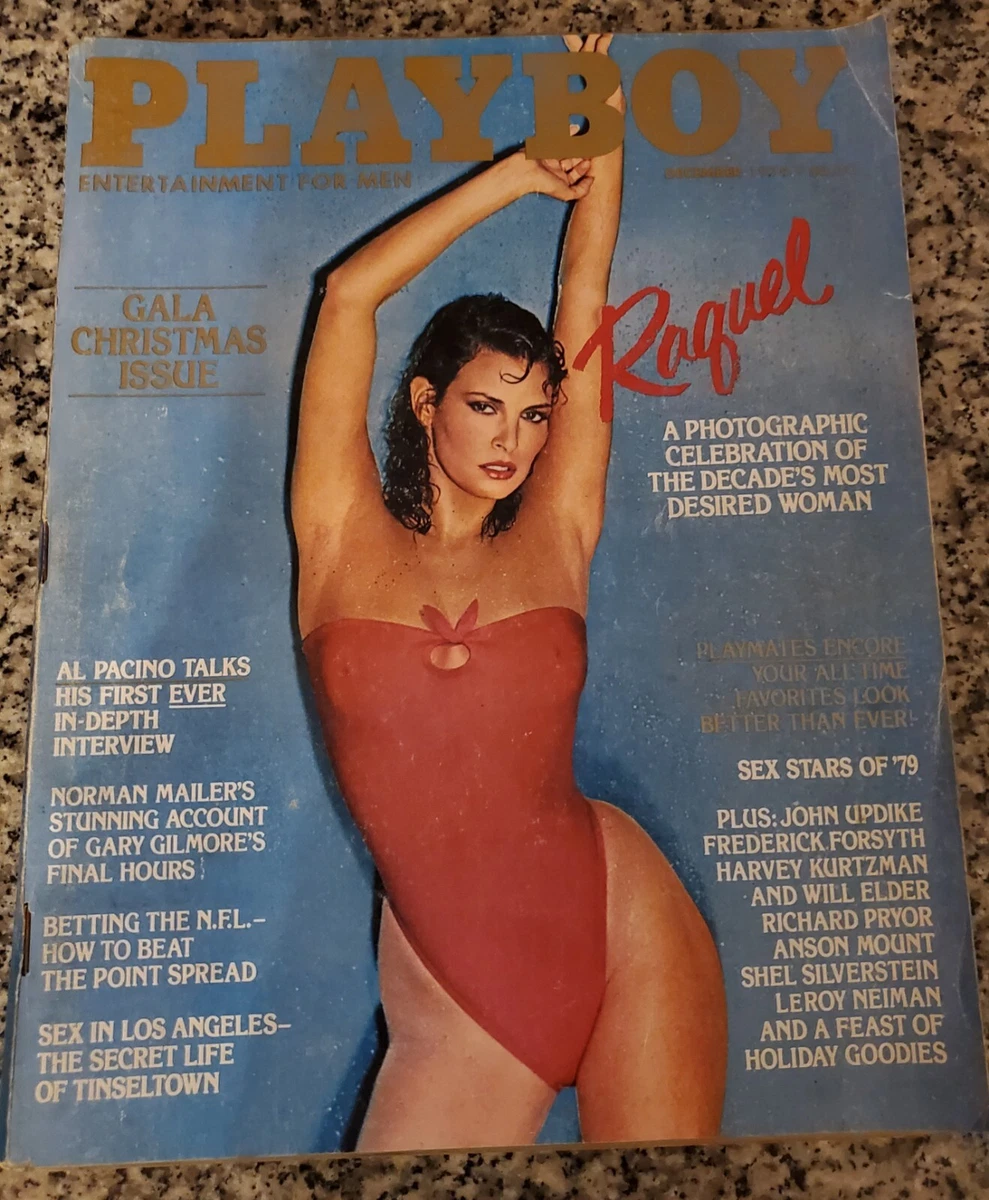 PLAYBOY
ENTERTAINMENT FOR MEN
DECEMBER
GALA
CHRISTMAS
ISSUE
Raquel
A PHOTOGRAPHIC
CELEBRATION OF
THE DECADE'S MOST
DESIRED WOMAN
AL PACINO TALKS
HIS FIRST EVER
IN-DEPTH
INTERVIEW
NORMAN MAILER'S
STUNNING ACCOUNT
OF GARY GILMORE'S
FINAL HOURS
BETTING THE N.F.L.–
HOW TO BEAT
THE POINT SPREAD
SEX IN LOS ANGELES–
THE SECRET LIFE
OF TINSELTOWN
PLAYMATES ENCORE
YOUR ALL-TIME
FAVORITES LOOK
BETTER THAN EVER!
SEX STARS OF '79
PLUS: JOHN UPDIKE
FREDERICK FORSYTH
HARVEY KURTZMAN
AND WILL ELDER
RICHARD PRYOR
ANSON MOUNT
SHEL SILVERSTEIN
LEROY NEIMAN
AND A FEAST OF
HOLIDAY GOODIES